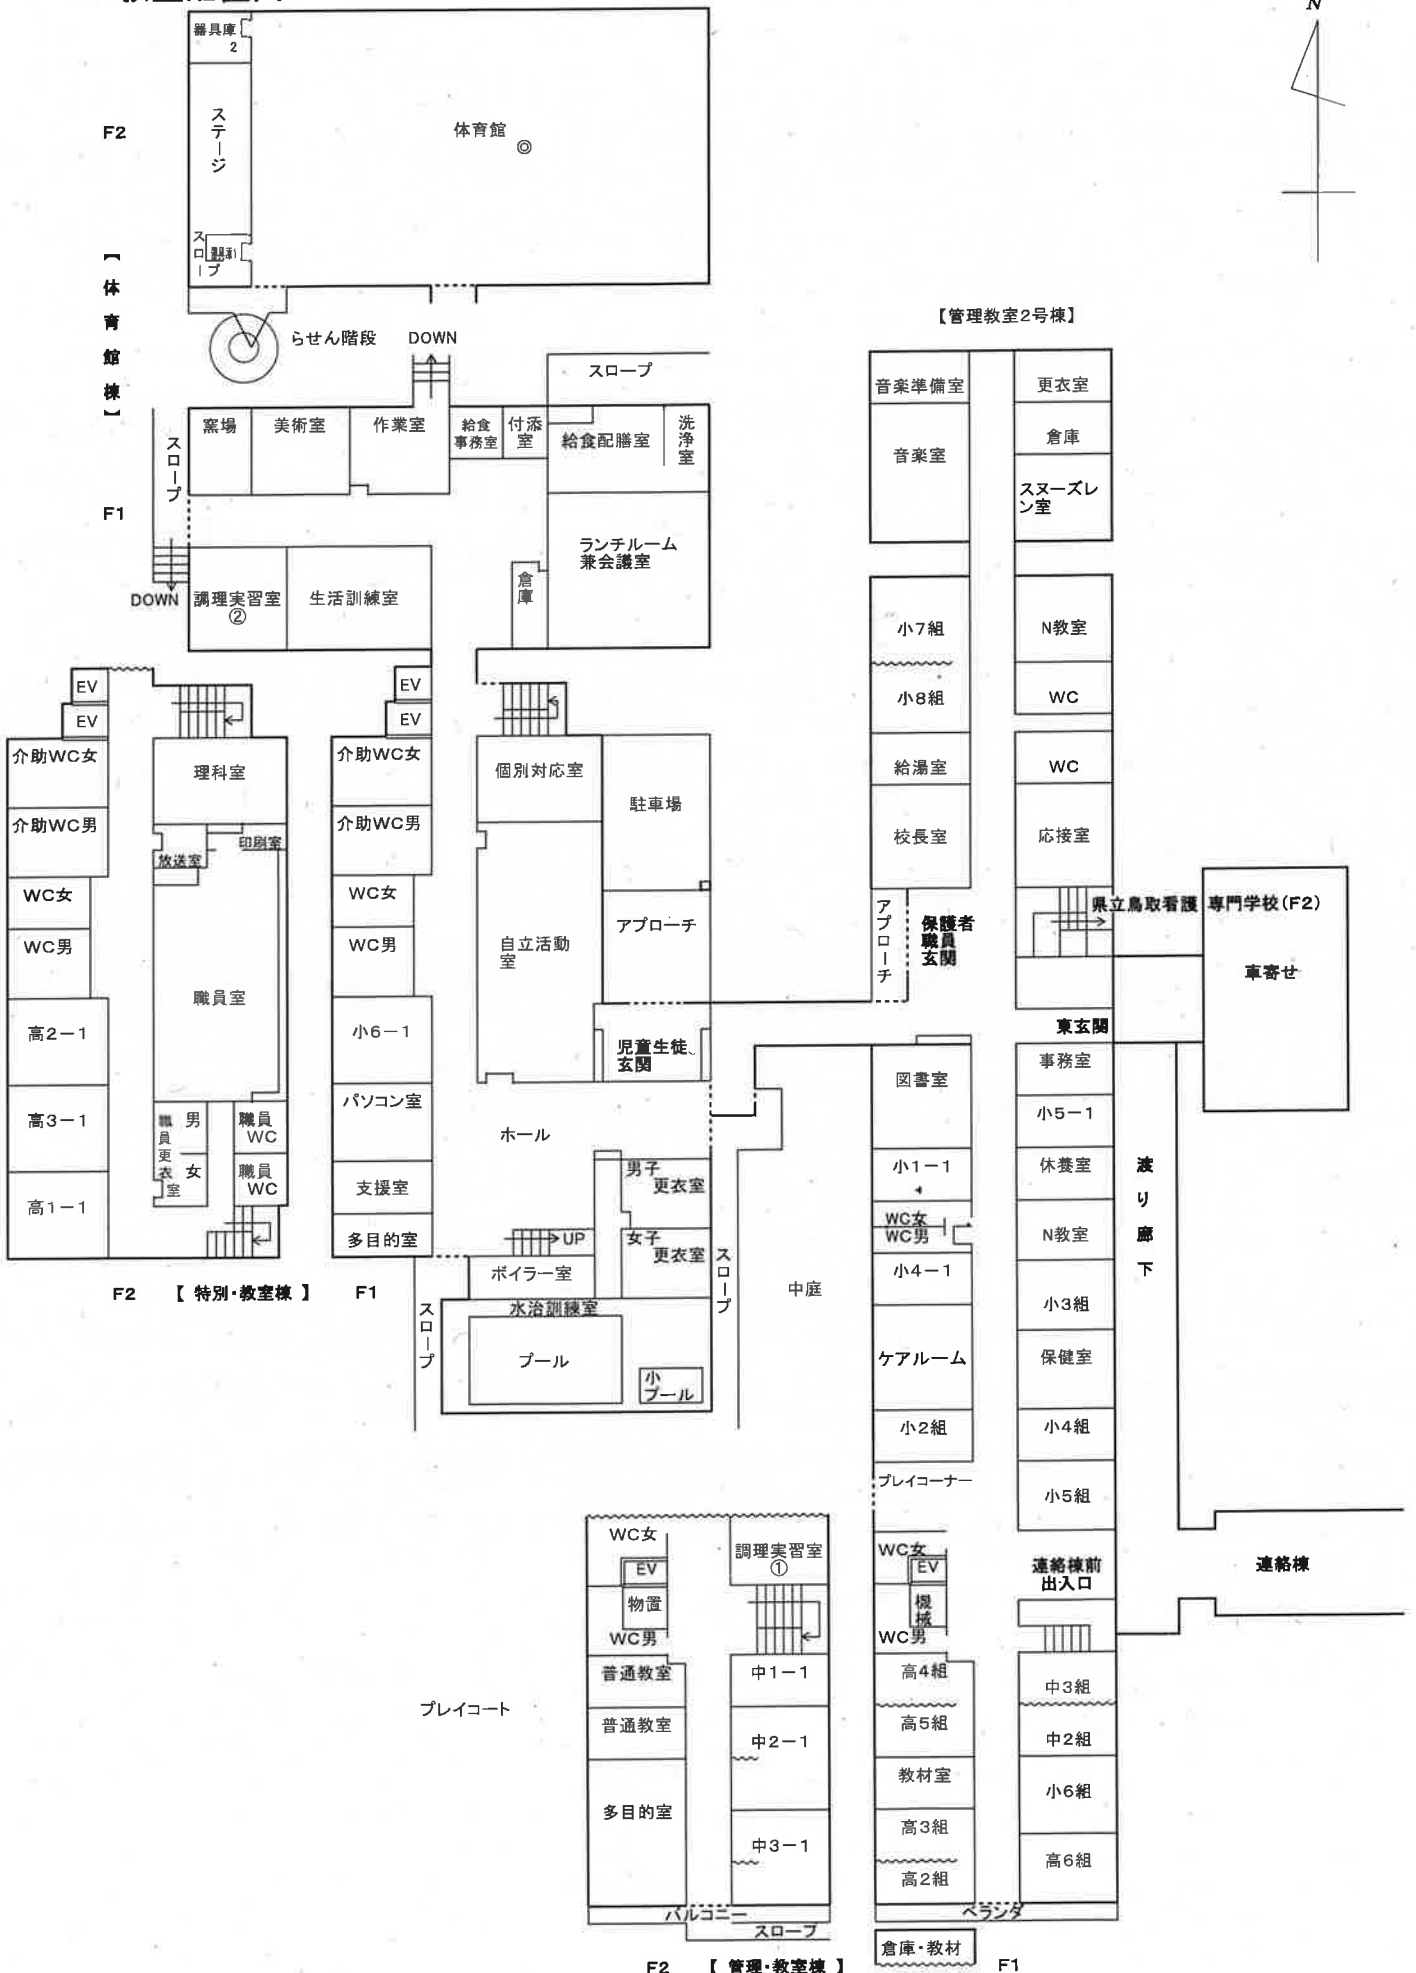 N
器具庫
2
ステージ
体育館
◎
F2
スロープ
【体育館棟】
らせん階段
DOWN
スロープ
窯場
美術室
作業室
給食
事務室
付添
室
給食配膳室
洗浄室
スロープ
F1
ランチルーム
兼会議室
倉庫
DOWN
調理実習室
②
生活訓練室
【管理教室2号棟】
音楽準備室
更衣室
音楽室
倉庫
スヌーズレ
ン室
小7組
N教室
小8組
WC
給湯室
WC
校長室
応接室
アプローチ
保護者
職員
玄関
県立鳥取看護 専門学校(F2)
車寄せ
東玄関
EV
EV
介助WC女
理科室
介助WC男
放送室
印刷室
WC女
WC男
職員室
高2－1
高3－1
職員更衣室
男
女
職員
WC
職員
WC
高1－1
EV
EV
介助WC女
個別対応室
駐車場
介助WC男
WC女
WC男
自立活動
室
アプローチ
小6－1
児童生徒
玄関
パソコン室
ホール
支援室
男子
更衣室
多目的室
UP
女子
更衣室
ボイラー室
F2
【 特別・教室棟 】
F1
スロープ
水治訓練室
プール
小
プール
スロープ
中庭
図書室
事務室
小5－1
小1－1
休養室
WC女
WC男
N教室
小4－1
小3組
ケアルーム
保健室
小2組
小4組
プレイコーナー
小5組
渡り廊下
WC女
EV
調理実習室
①
物置
WC男
普通教室
中1－1
普通教室
中2－1
多目的室
中3－1
バルコニー
スロープ
プレイコート
WC女
EV
機械
WC男
連絡棟前
出入口
連絡棟
高4組
中3組
高5組
中2組
教材室
小6組
高3組
高6組
高2組
ベランダ
倉庫・教材
F2
【 管理・教室棟 】
F1